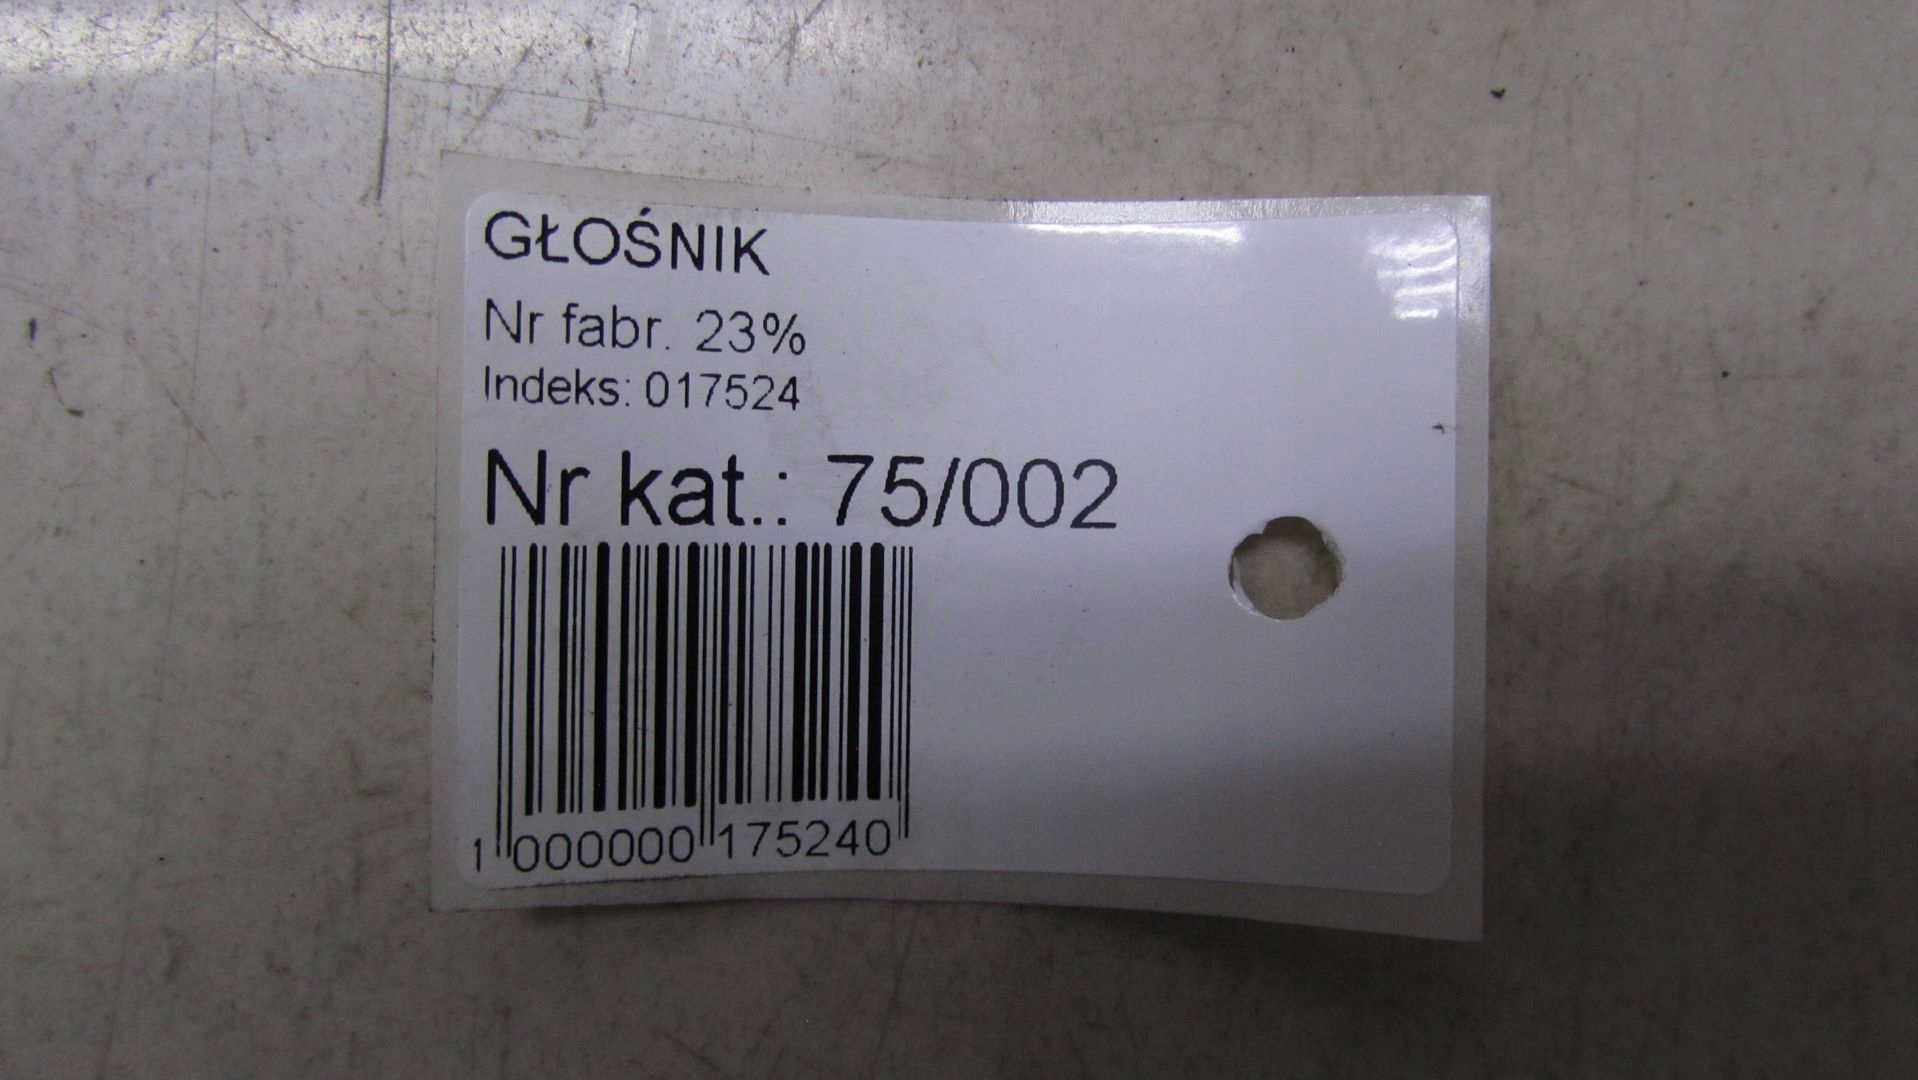 GŁOŚNIK
Nr fabr. 23%
Indeks: 017524
Nr kat.: 75/002
1 000000 175240